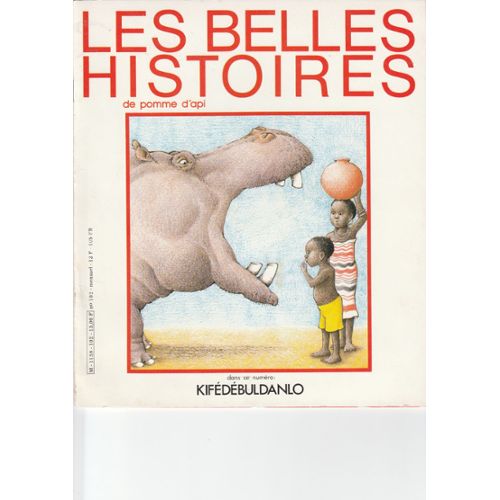 LES BELLES
HISTOIRES
de pomme d'api
dans ce numéro:
KIFÉDÉBULDANLO